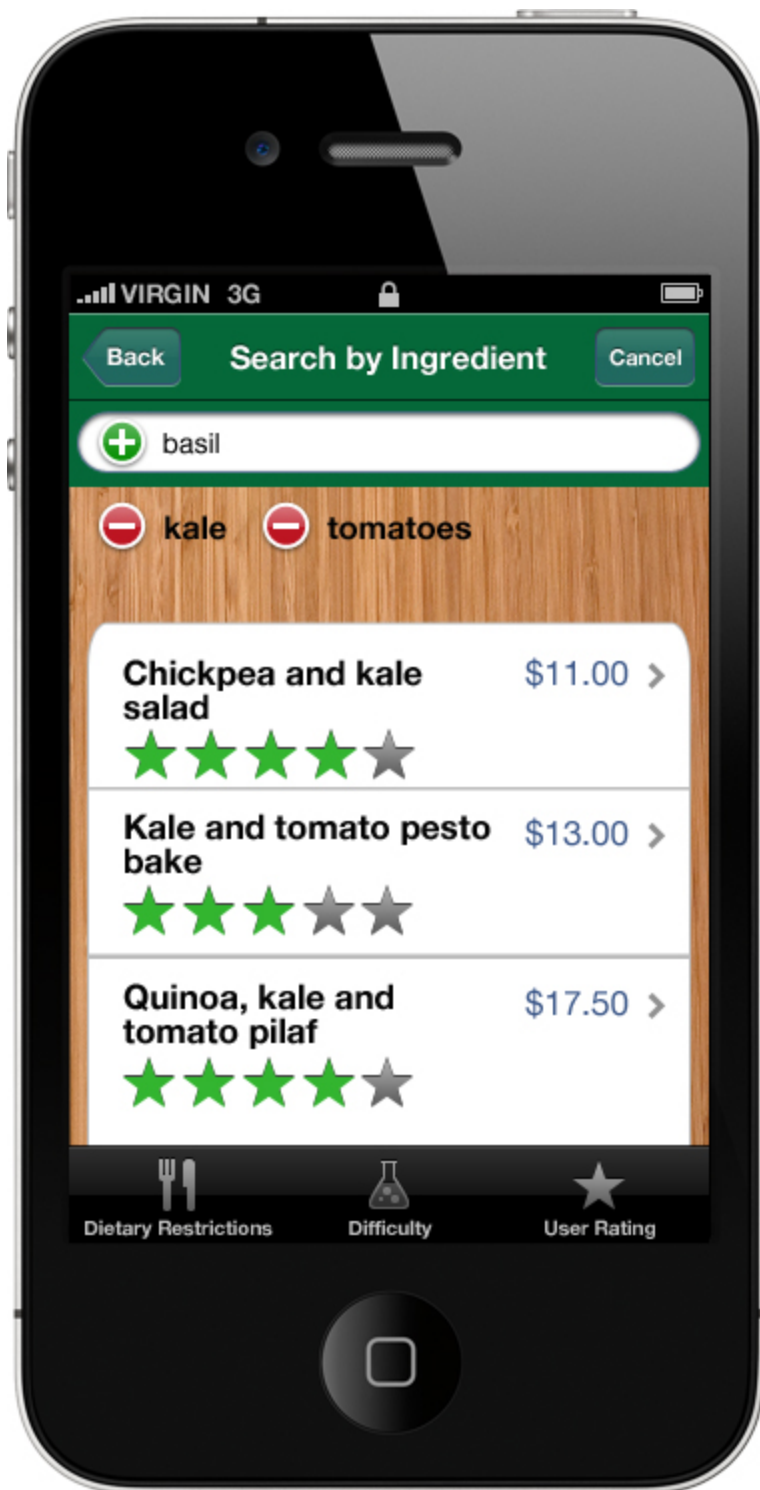 VIRGIN 3G
Back Search by Ingredient Cancel
basil
kale tomatoes
Chickpea and kale $11.00
salad
Kale and tomato pesto $13.00
bake
Quinoa, kale and $17.50
tomato pilaf
Dietary Restrictions Difficulty User Rating